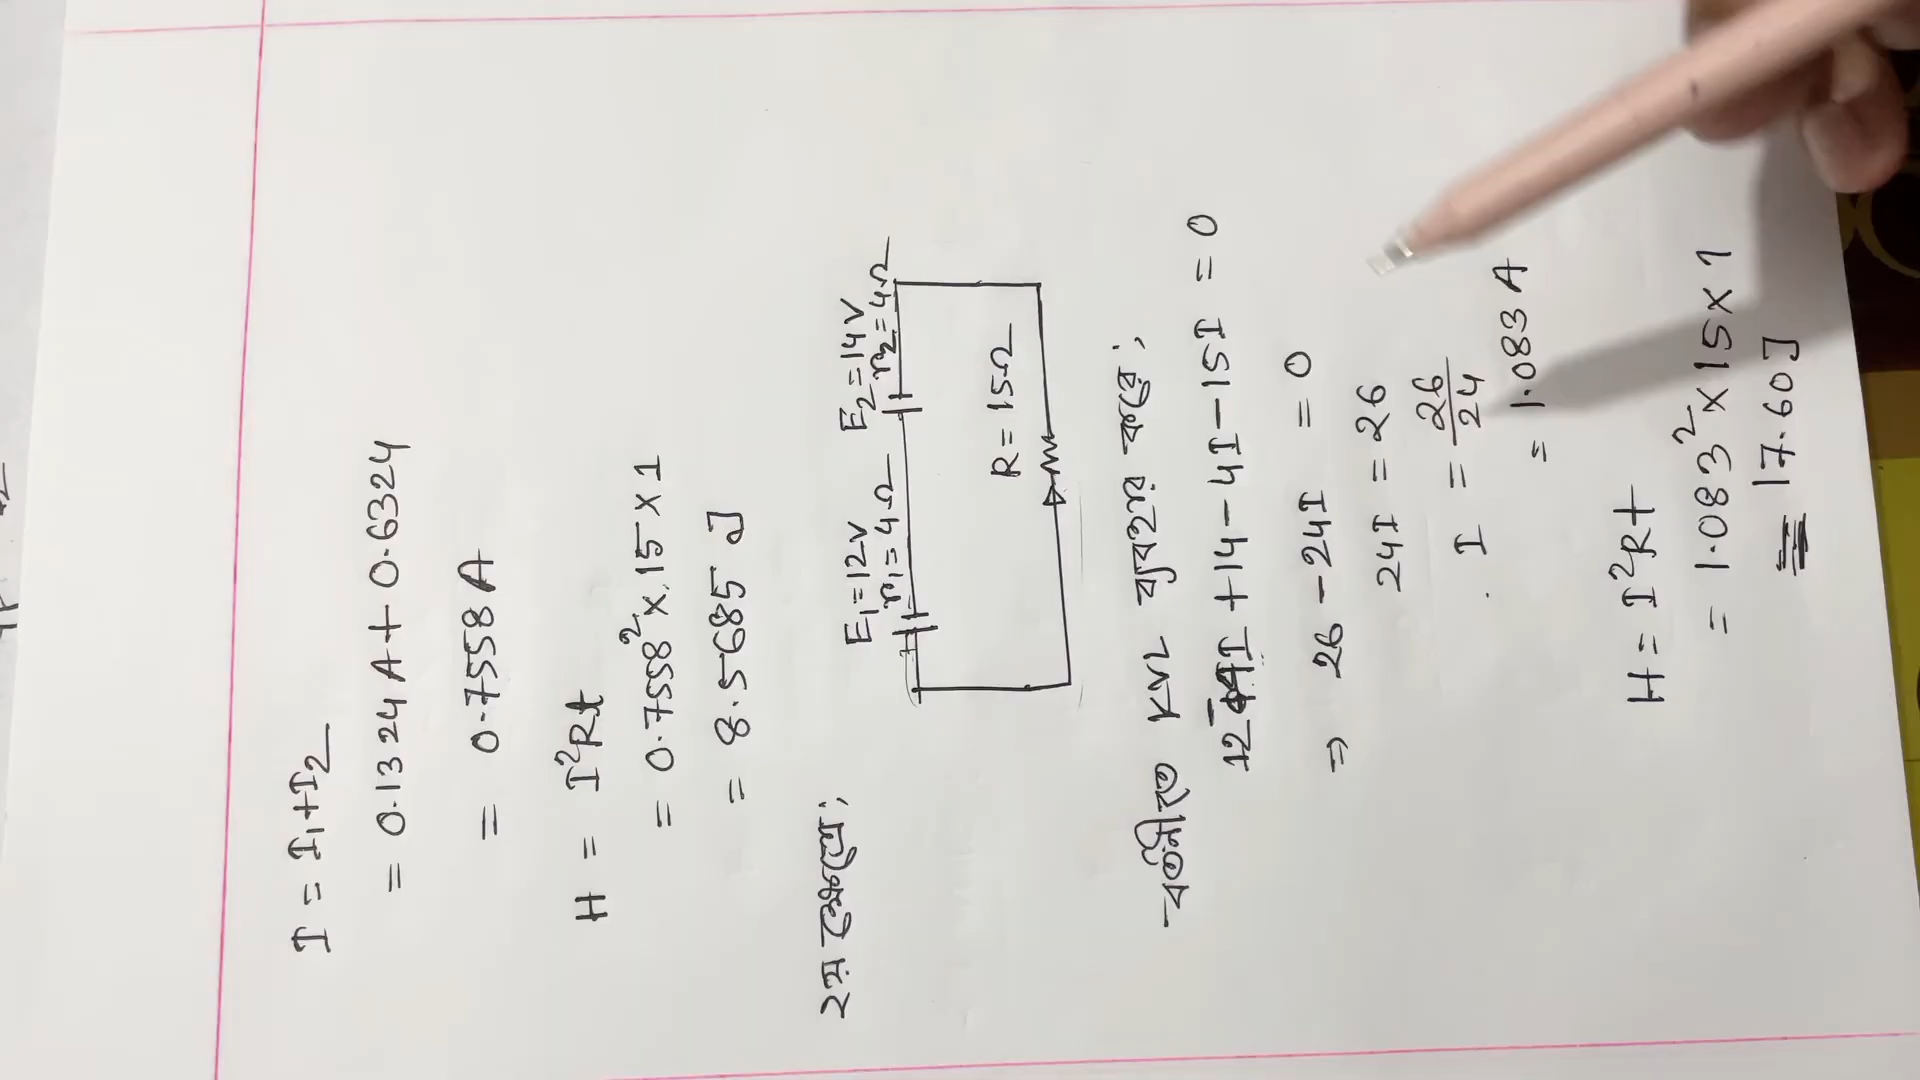 I = I₁+I₂
= 0.1324 A + 0.6324
= 0.7558 A
H = I²Rt
= 0.7558² × 15 × 1
= 8.5685 J
২য় ক্ষেত্রে:
E₁=12V E₂=14V
r₁=4Ω r₂=4Ω
R=15Ω
বর্তনীতে KVL ব্যবহার করে:
12-4I+14-4I-15I = 0
⇒ 26-24I = 0
24I = 26
I = 26/24
= 1.083 A
H = I²Rt
= 1.083² × 15 × 1
= 17.60J